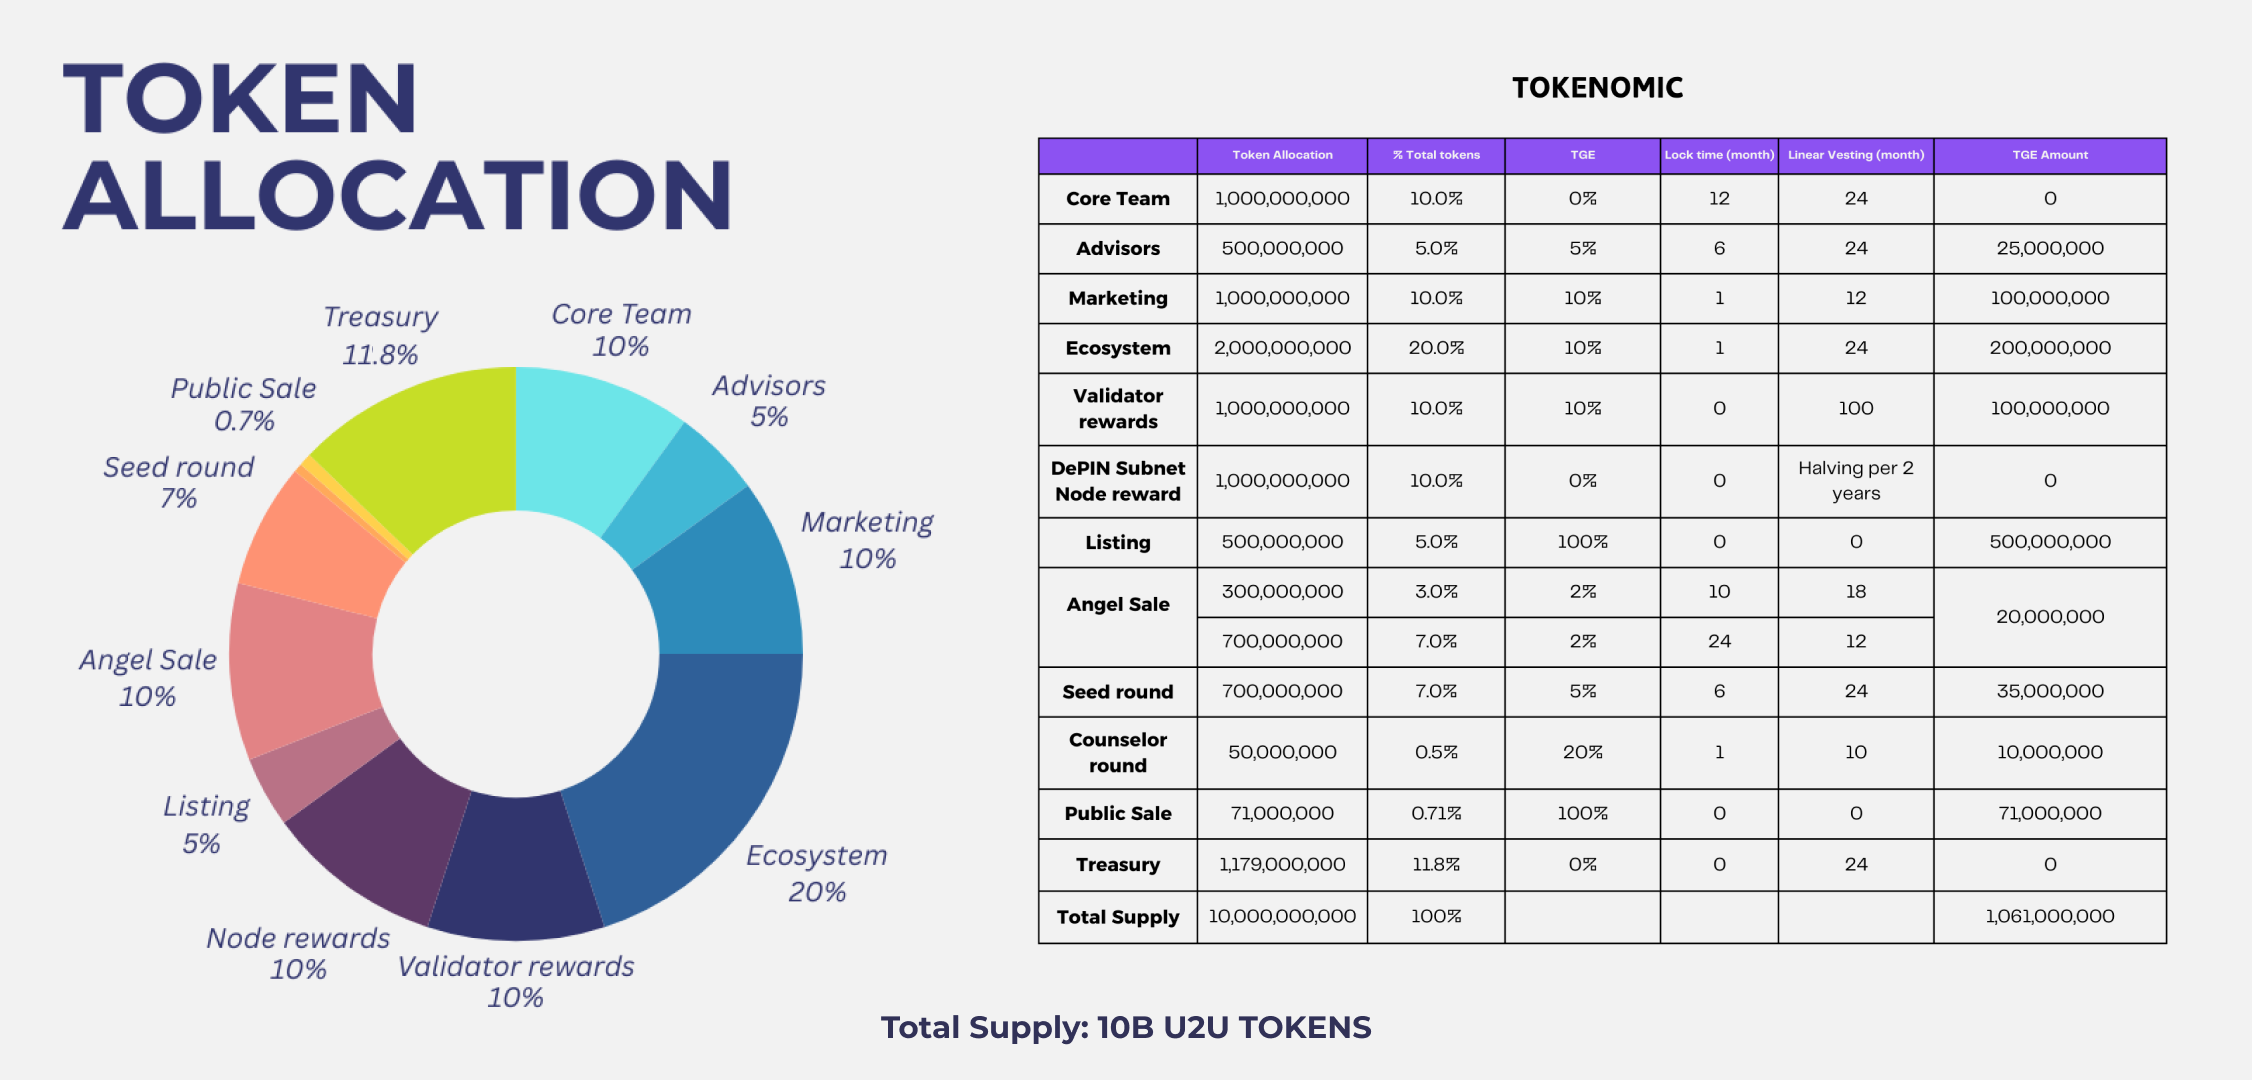 TOKEN
ALLOCATION
Treasury
11.8%
Core Team
10%
Public Sale
0.7%
Advisors
5%
Seed round
7%
Marketing
10%
Angel Sale
10%
Listing
5%
Ecosystem
20%
Node rewards
10%
Validator rewards
10%
TOKENOMIC
Token Allocation % Total tokens TGE Lock time (month) Linear Vesting (month) TGE Amount
Core Team 1,000,000,000 10.0% 0% 12 24 0
Advisors 500,000,000 5.0% 5% 6 24 25,000,000
Marketing 1,000,000,000 10.0% 10% 1 12 100,000,000
Ecosystem 2,000,000,000 20.0% 10% 1 24 200,000,000
Validator
rewards 1,000,000,000 10.0% 10% 0 100 100,000,000
DePIN Subnet
Node reward 1,000,000,000 10.0% 0% 0 Halving per 2
years 0
Listing 500,000,000 5.0% 100% 0 0 500,000,000
Angel Sale 300,000,000 3.0% 2% 10 18 20,000,000
700,000,000 7.0% 2% 24 12
Seed round 700,000,000 7.0% 5% 6 24 35,000,000
Counselor
round 50,000,000 0.5% 20% 1 10 10,000,000
Public Sale 71,000,000 0.71% 100% 0 0 71,000,000
Treasury 1,179,000,000 11.8% 0% 0 24 0
Total Supply 10,000,000,000 100% 1,061,000,000
Total Supply: 10B U2U TOKENS